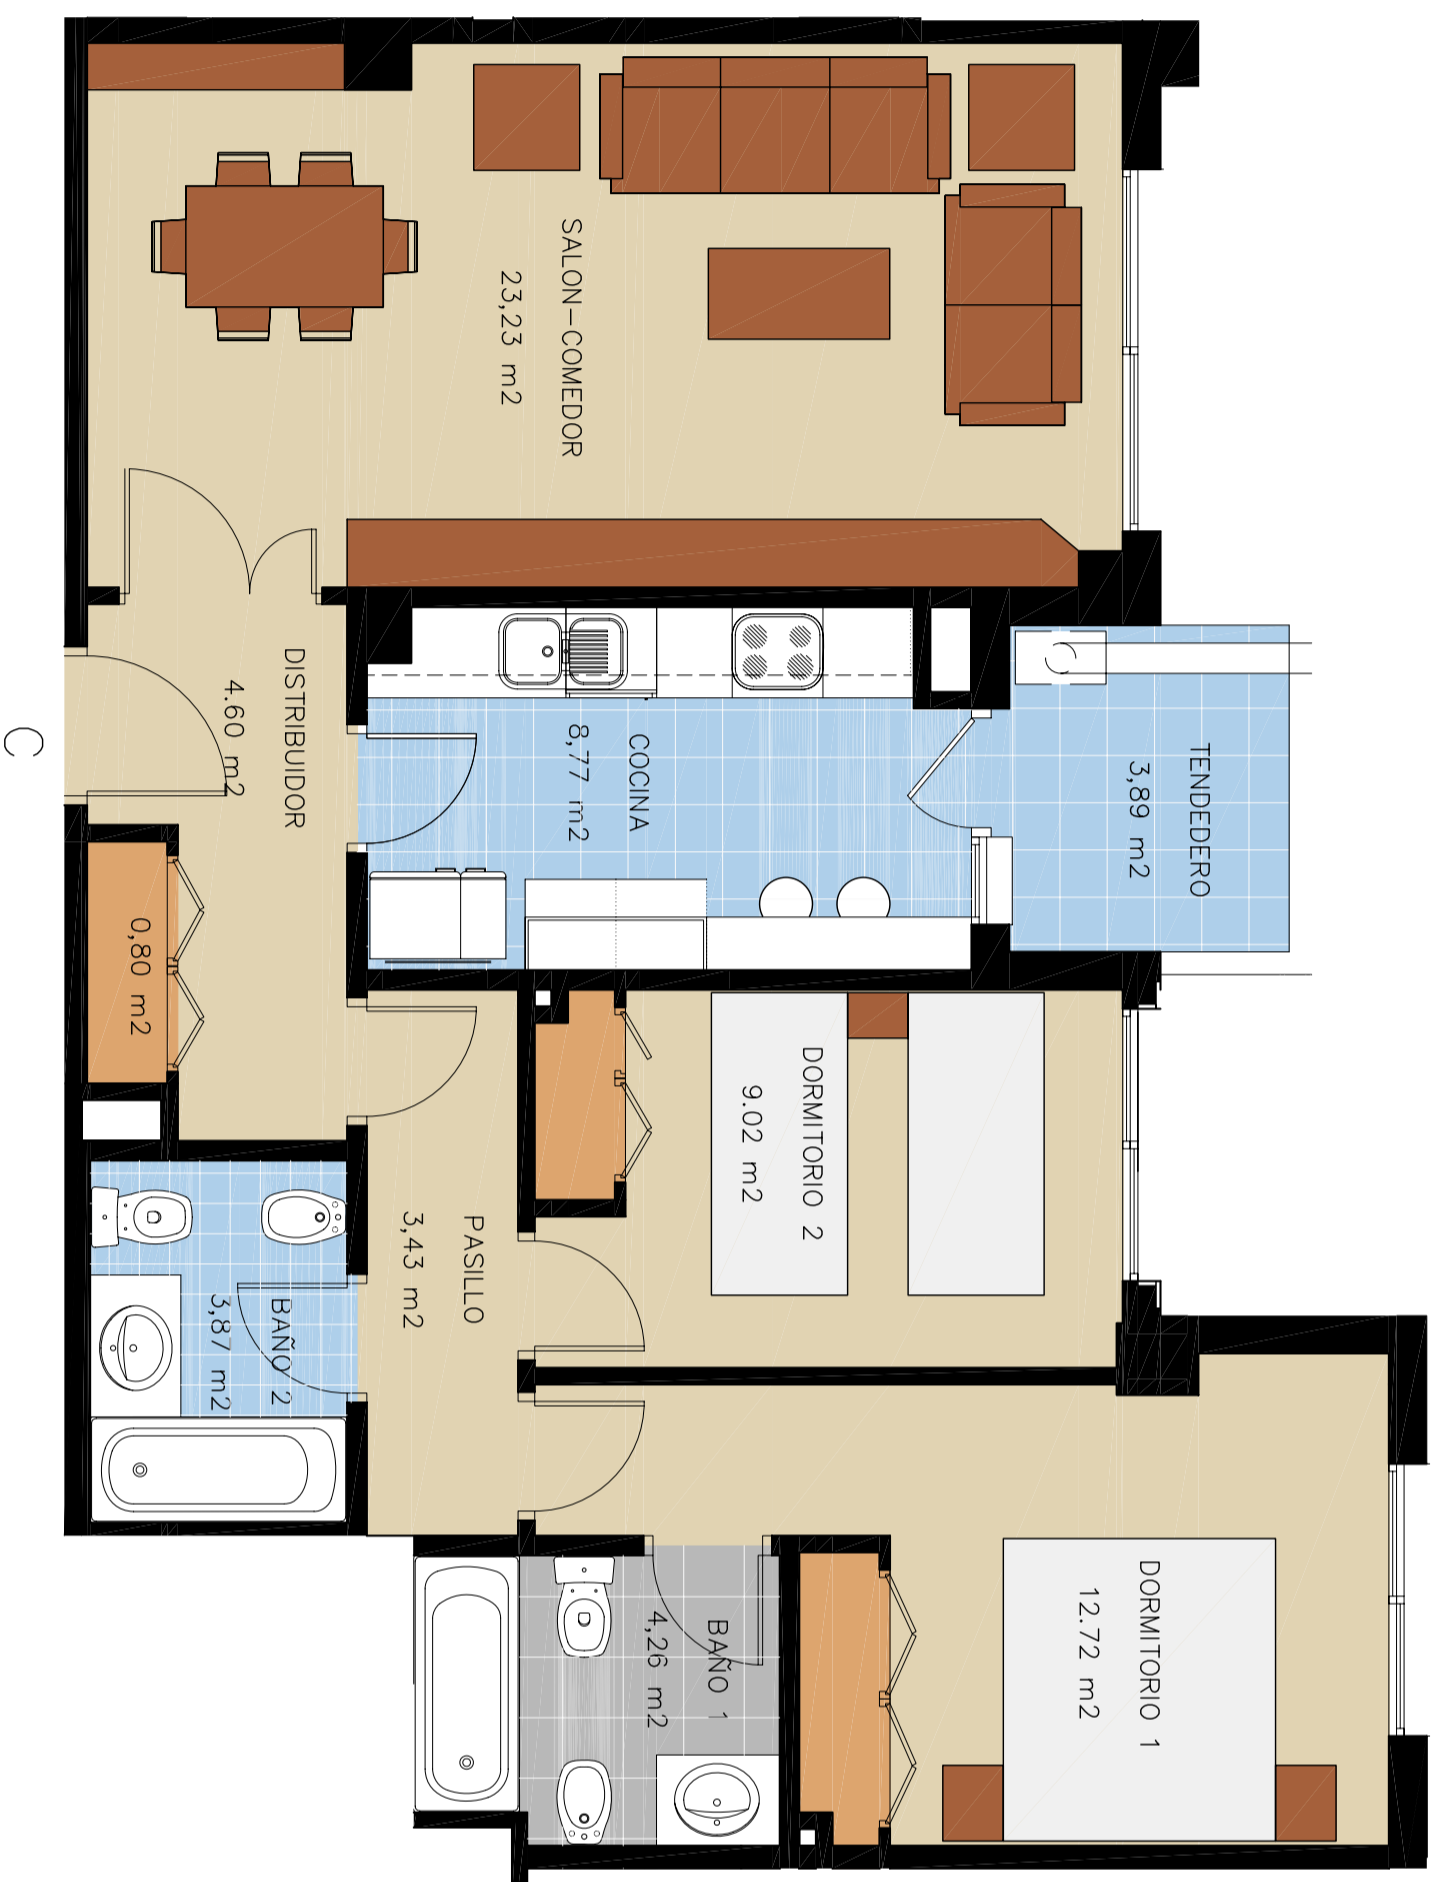 SALON-COMEDOR
23,23 m2
DISTRIBUIDOR
4.60 m2
C
COCINA
8,77 m2
TENDEDERO
3,89 m2
0,80 m2
DORMITORIO 2
9.02 m2
PASILLO
3,43 m2
BAÑO 2
3,87 m2
DORMITORIO 1
12.72 m2
BAÑO 1
4,26 m2